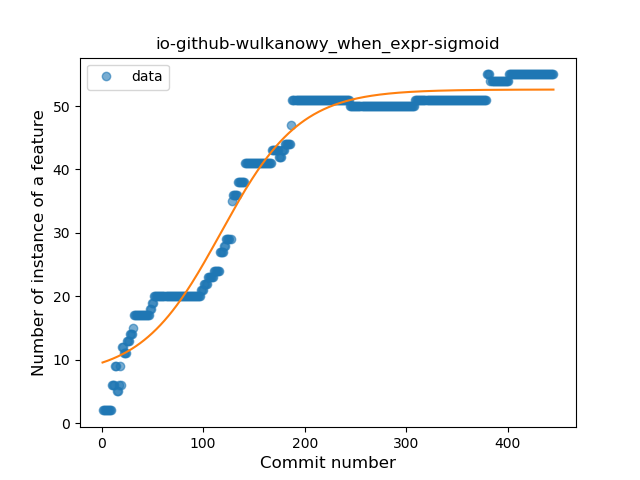 io-github-wulkanowy_when_expr-sigmoid
data
Number of instance of a feature
50
40
30
20
10
0
0 100 200 300 400
Commit number